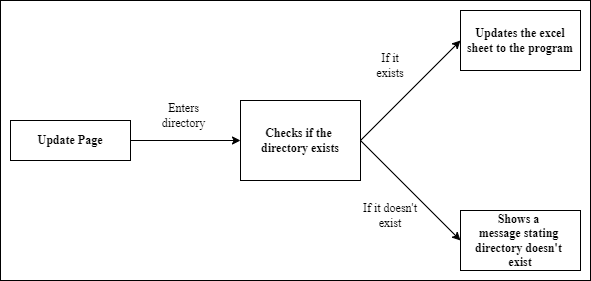 Update Page
Enters
directory
Checks if the
directory exists
If it
exists
Updates the excel
sheet to the program
If it doesn't
exist
Shows a
message stating
directory doesn't
exist